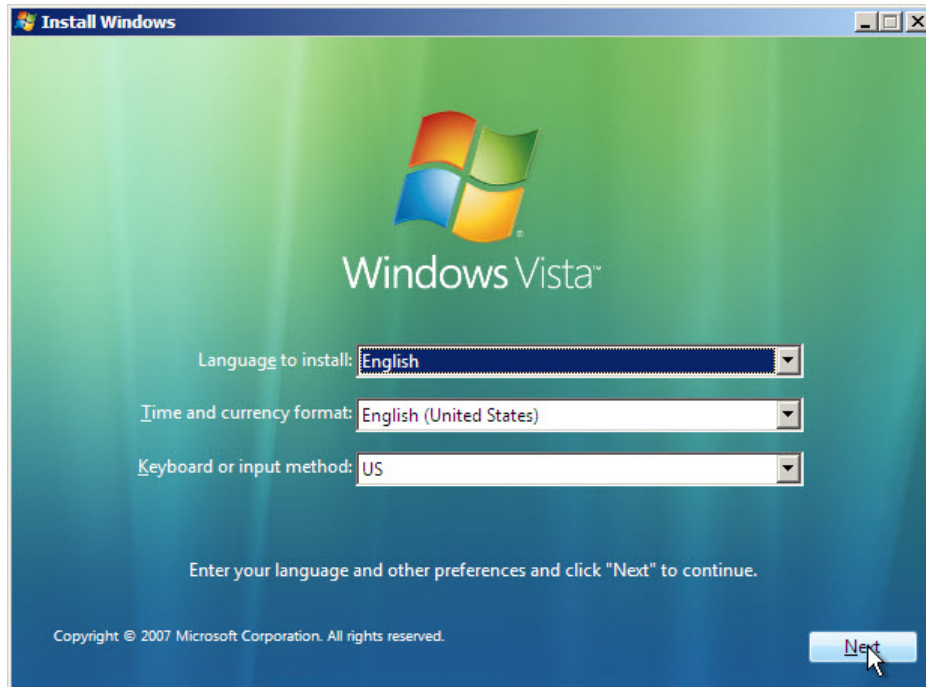 Install Windows
Windows Vista™
Language to install: English
Time and currency format: English (United States)
Keyboard or input method: US
Enter your language and other preferences and click "Next" to continue.
Copyright © 2007 Microsoft Corporation. All rights reserved.
Next